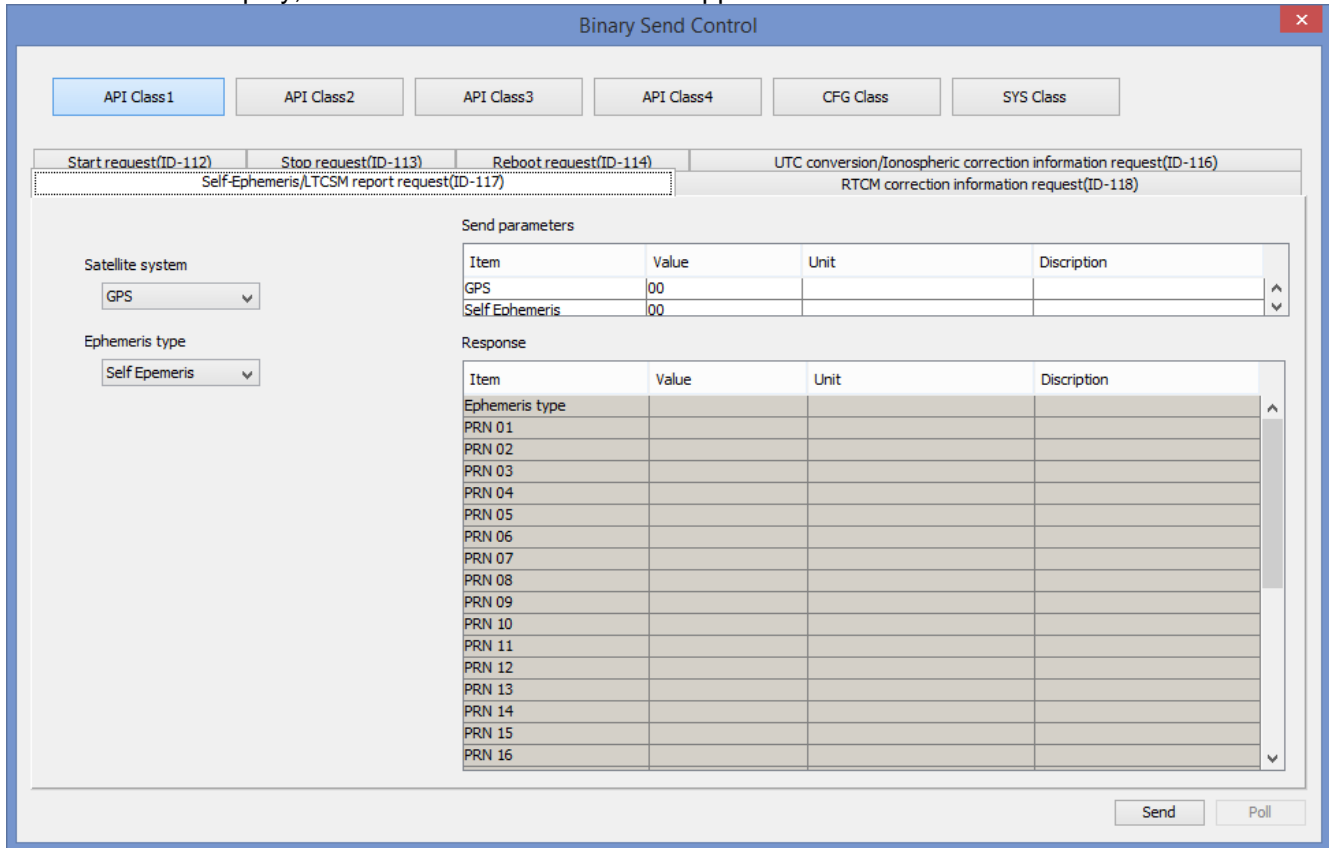 Binary Send Control
API Class1 API Class2 API Class3 API Class4 CFG Class SYS Class
Start request(ID-112) Stop request(ID-113) Reboot request(ID-114) UTC conversion/Ionospheric correction information request(ID-116)
Self-Ephemeris/LTCSM report request(ID-117) RTCM correction information request(ID-118)
Satellite system
GPS
Ephemeris type
Self Epemeris
Send parameters
Item Value Unit Discription
GPS 00
Self Ephemeris 00
Response
Item Value Unit Discription
Ephemeris type
PRN 01
PRN 02
PRN 03
PRN 04
PRN 05
PRN 06
PRN 07
PRN 08
PRN 09
PRN 10
PRN 11
PRN 12
PRN 13
PRN 14
PRN 15
PRN 16
Send Poll